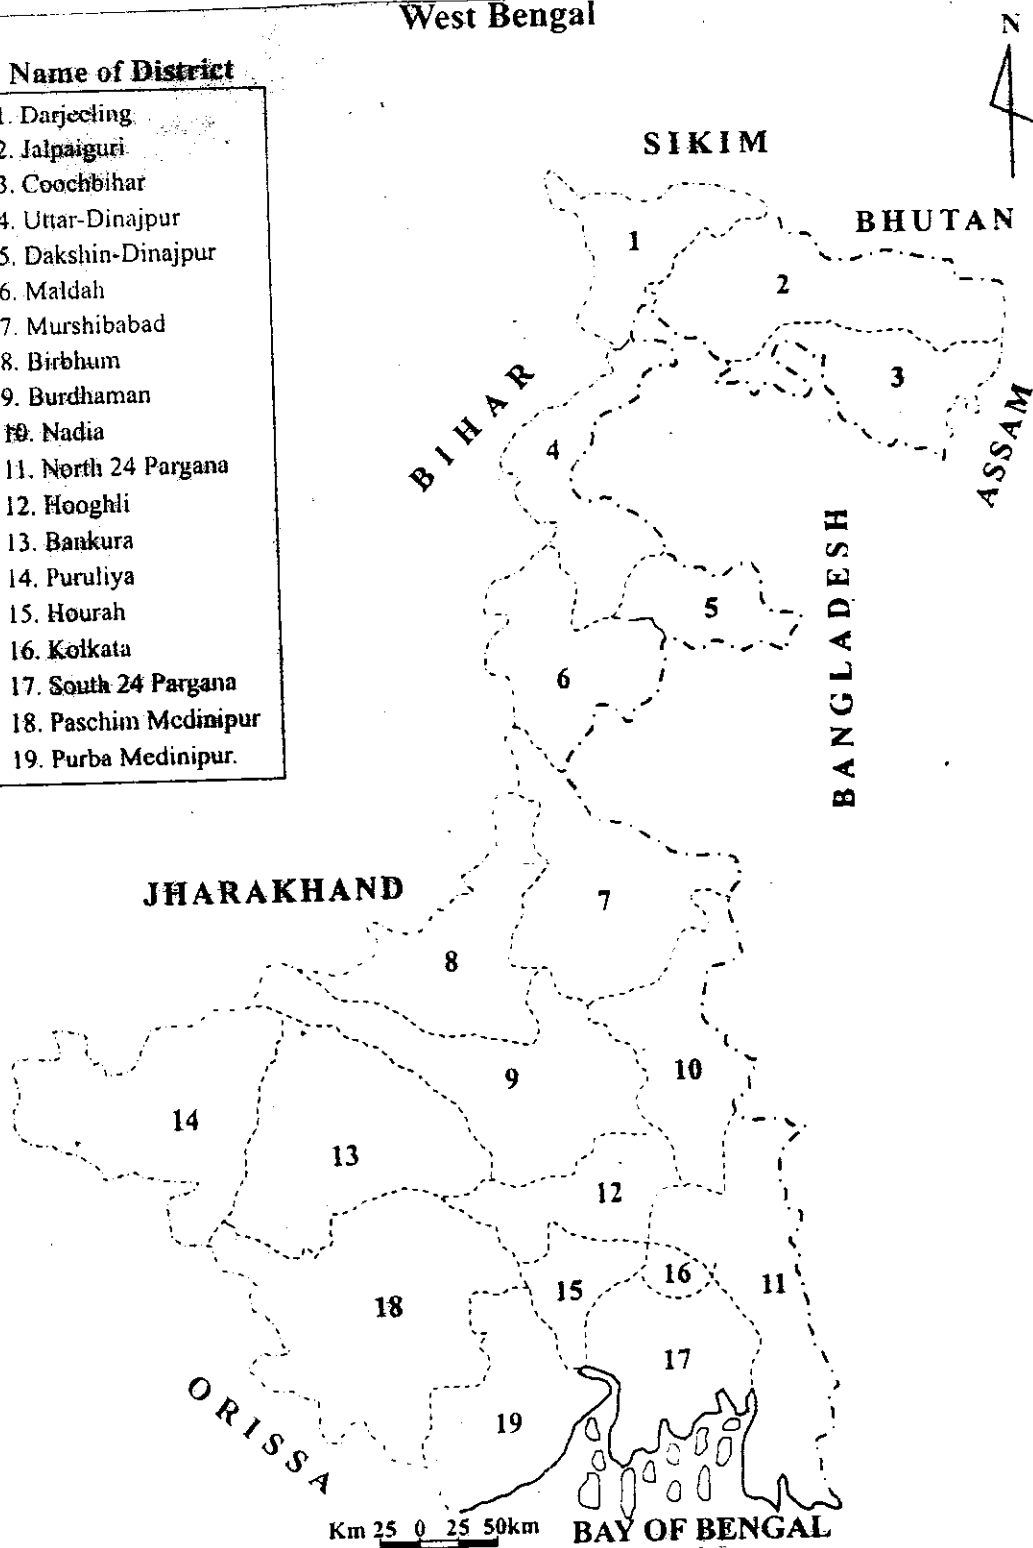 West Bengal
N
Name of District
1. Darjeeling
2. Jalpaiguri
3. Coochbihar
4. Uttar-Dinajpur
5. Dakshin-Dinajpur
6. Maldah
7. Murshibabad
8. Birbhum
9. Burdhaman
10. Nadia
11. North 24 Pargana
12. Hooghli
13. Bankura
14. Puruliya
15. Hourah
16. Kolkata
17. South 24 Pargana
18. Paschim Medinipur
19. Purba Medinipur.
SIKIM
BHUTAN
1
2
3
BIHAR
ASSAM
4
BANGLADESH
5
6
JHARAKHAND
7
8
9
10
14
13
12
16
11
15
18
17
ORISSA
19
Km 25 0 25 50km
BAY OF BENGAL